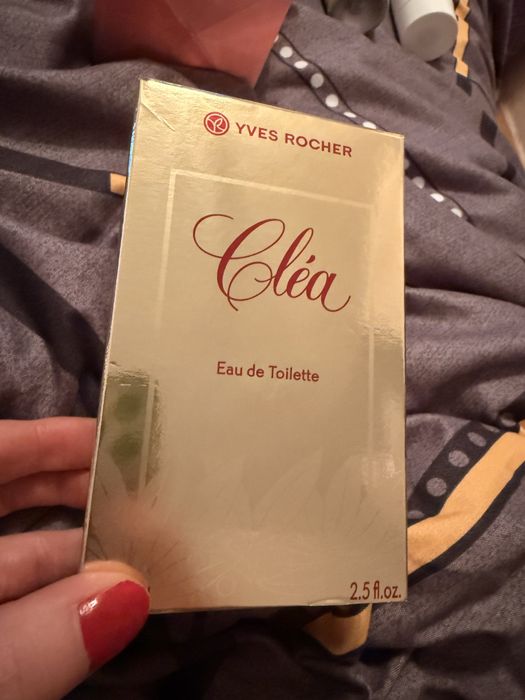 YVES ROCHER
Cléa
Eau de Toilette
2.5 fl.oz.